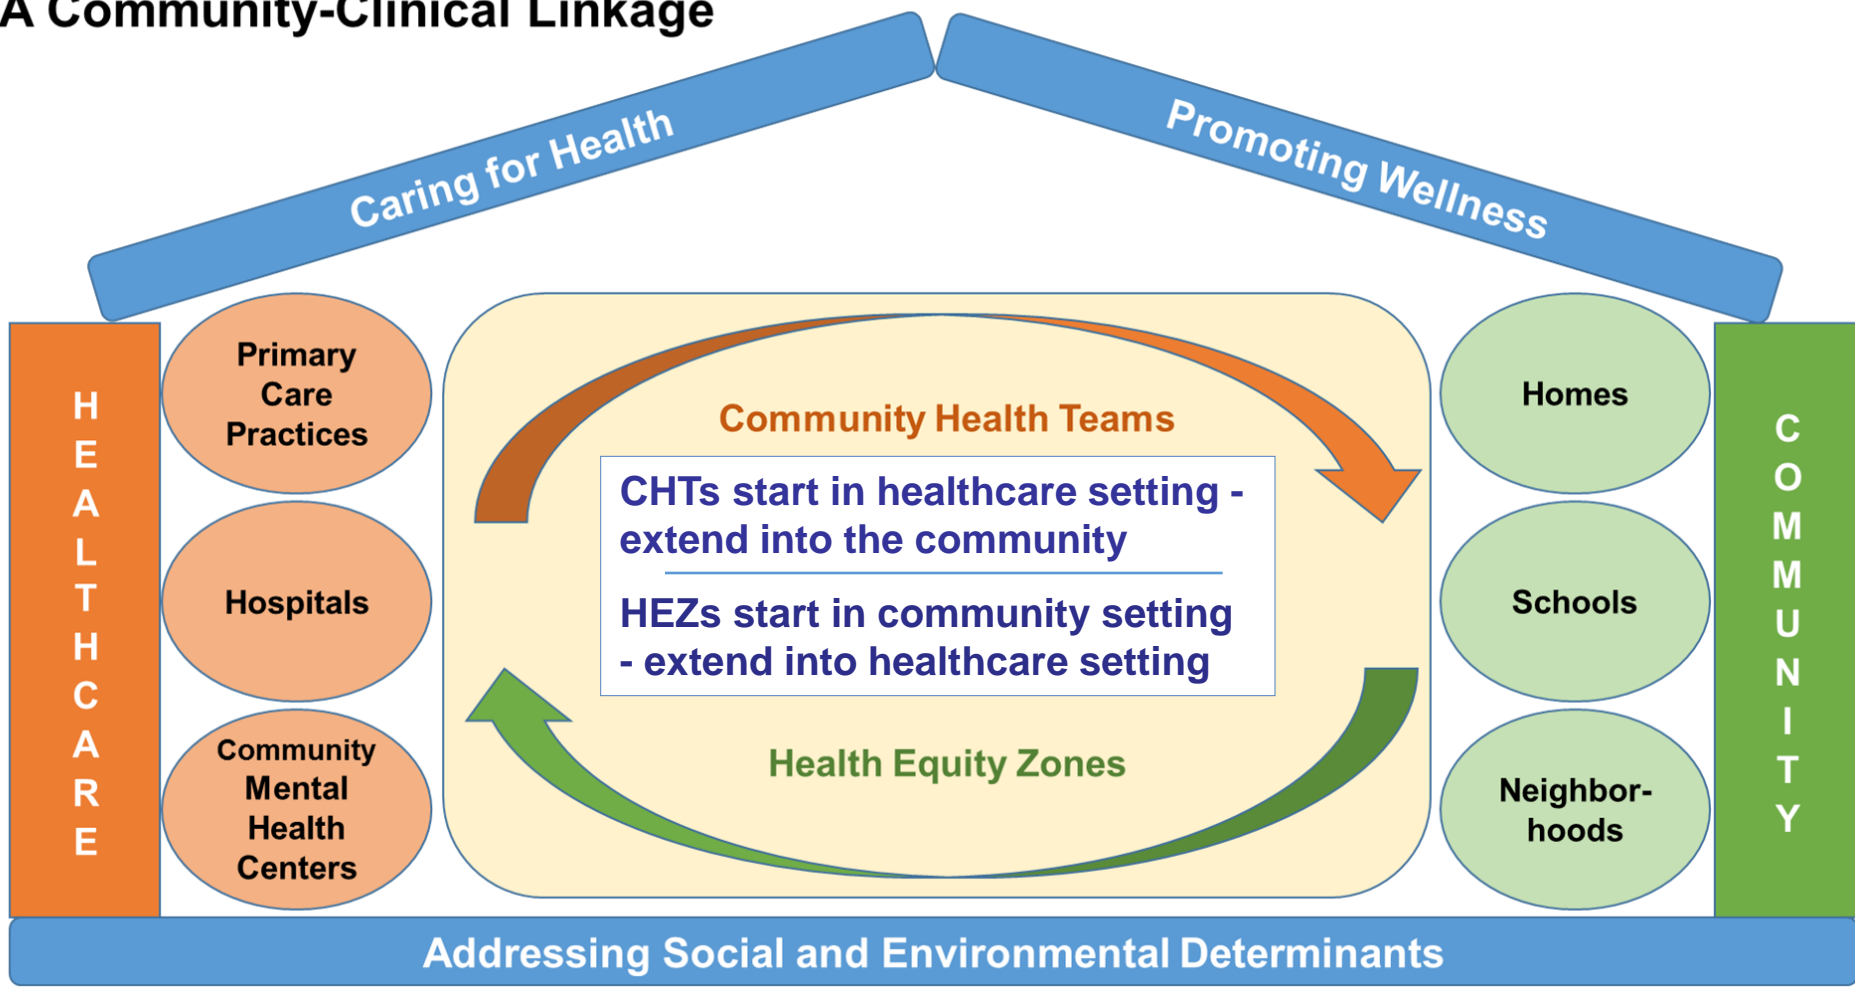 A Community-Clinical Linkage
Caring for Health
Promoting Wellness
HEALTHCARE
Primary
Care
Practices
Hospitals
Community
Mental
Health
Centers
Community Health Teams
CHTs start in healthcare setting -
extend into the community
HEZs start in community setting
- extend into healthcare setting
Health Equity Zones
Homes
Schools
Neighbor-
hoods
COMMUNITY
Addressing Social and Environmental Determinants